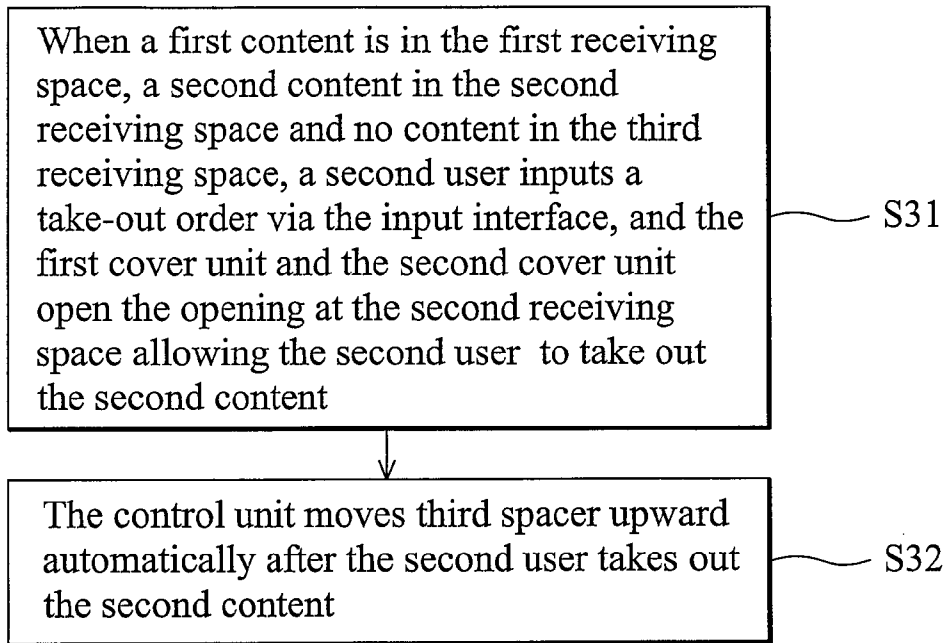 When a first content is in the first receiving
space, a second content in the second
receiving space and no content in the third
receiving space, a second user inputs a
take-out order via the input interface, and the
first cover unit and the second cover unit
open the opening at the second receiving
space allowing the second user to take out
the second content
S31
The control unit moves third spacer upward
automatically after the second user takes out
the second content
S32